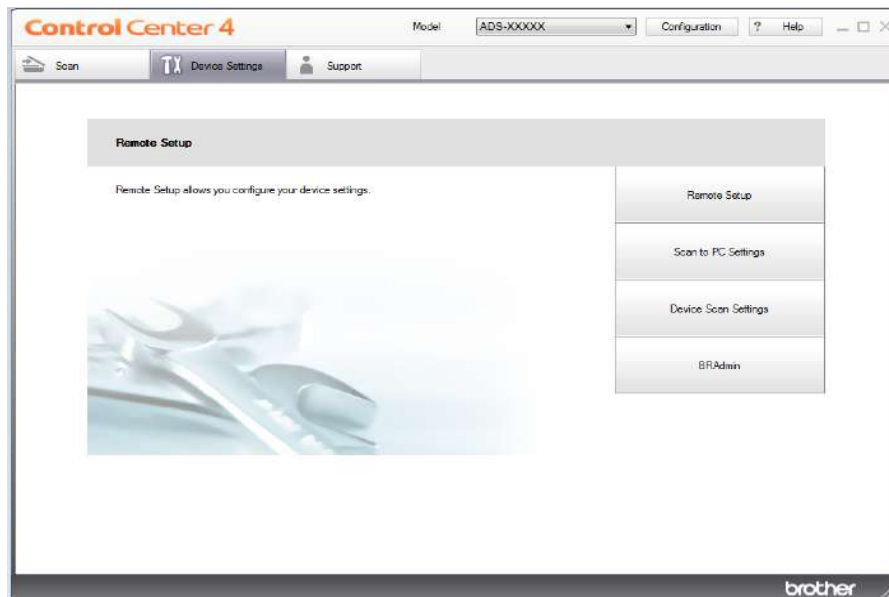 Control Center 4 Model ADS-XXXXX Configuration ? Help
Scan Device Settings Support
Remote Setup
Remote Setup allows you configure your device settings.
Remote Setup
Scan to PC Settings
Device Scan Settings
BRAdmin
brother